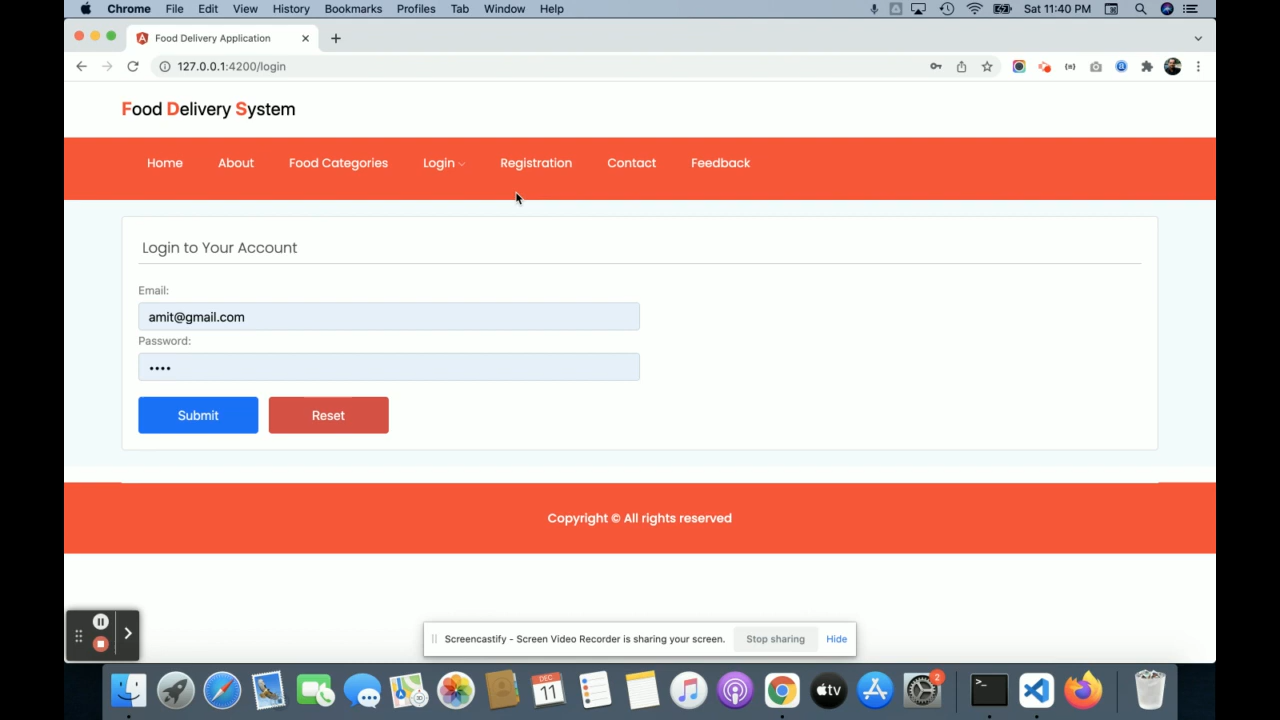 Chrome File Edit View History Bookmarks Profiles Tab Window Help Sat 11:40 PM
Food Delivery Application
127.0.0.1:4200/login
Food Delivery System
Home About Food Categories Login Registration Contact Feedback
Login to Your Account
Email:
amit@gmail.com
Password:
••••
Submit Reset
Copyright © All rights reserved
Screencastify - Screen Video Recorder is sharing your screen. Stop sharing Hide
DEC
11
tv
2